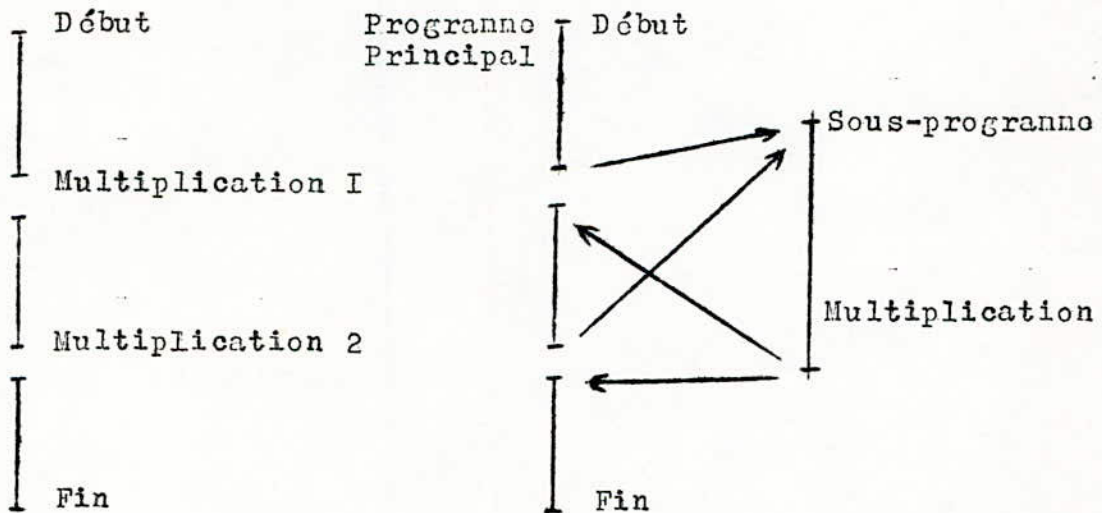 Début
Multiplication I
Multiplication 2
Fin
Programme
Principal
Début
Fin
Sous-programme
Multiplication